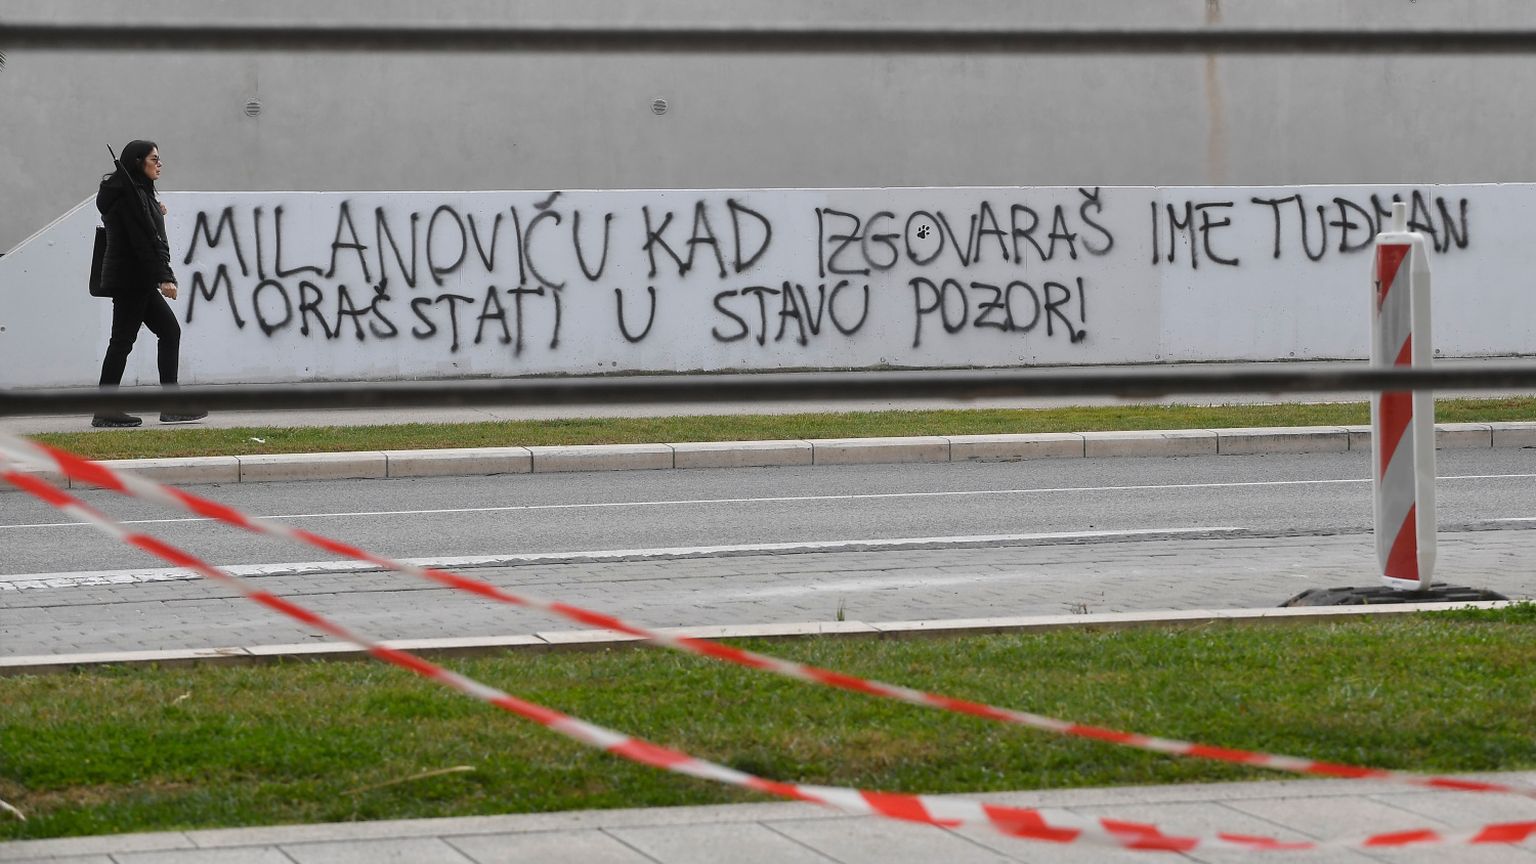 MILANOVIĆU KAD IZGOVARAŠ IME TUĐMAN
MORAŠ STATI U STAVU POZOR!